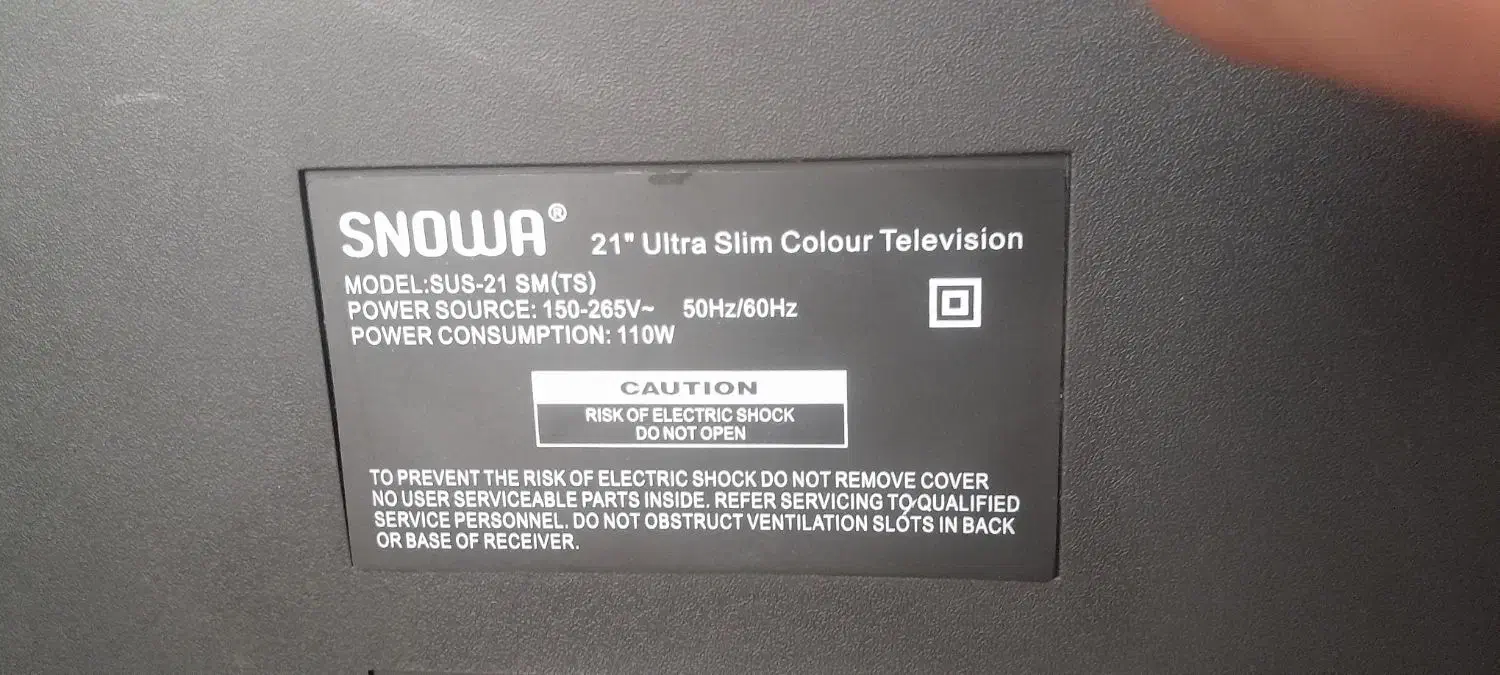 SNOWA® 21" Ultra Slim Colour Television
MODEL:SUS-21 SM(TS)
POWER SOURCE: 150-265V~ 50Hz/60Hz
POWER CONSUMPTION: 110W
CAUTION
RISK OF ELECTRIC SHOCK
DO NOT OPEN
TO PREVENT THE RISK OF ELECTRIC SHOCK DO NOT REMOVE COVER
NO USER SERVICEABLE PARTS INSIDE. REFER SERVICING TO QUALIFIED
SERVICE PERSONNEL. DO NOT OBSTRUCT VENTILATION SLOTS IN BACK
OR BASE OF RECEIVER.